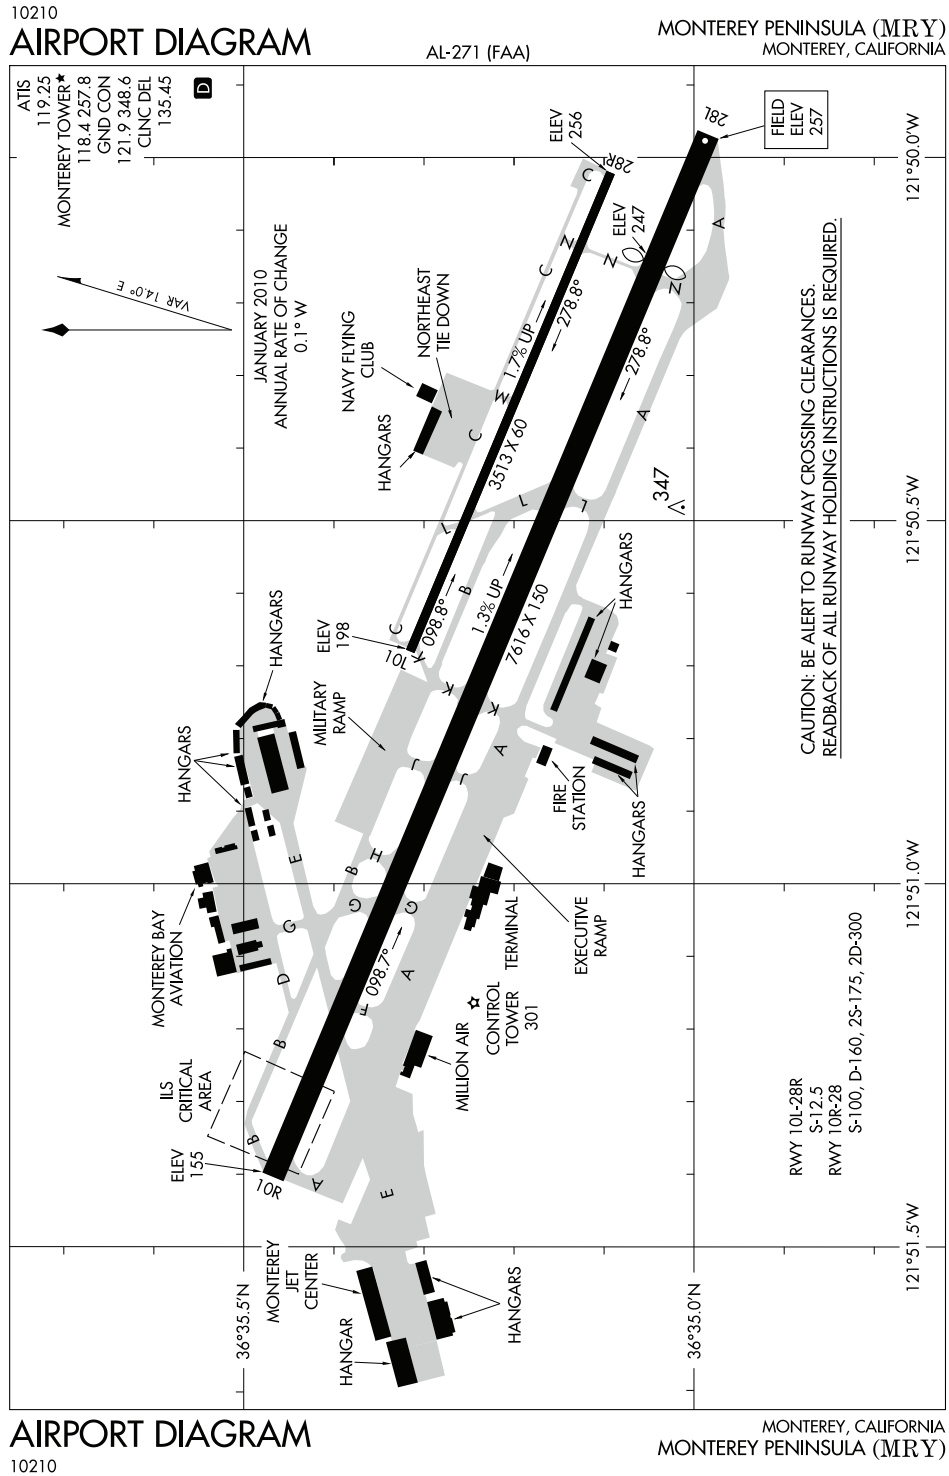 10210
AIRPORT DIAGRAM
AL-271 (FAA)
MONTEREY PENINSULA (MRY)
MONTEREY, CALIFORNIA
ATIS
119.25
MONTEREY TOWER★
118.4 257.8
GND CON
121.9 348.6
CLNC DEL
135.45
D
VAR 14.0° E
JANUARY 2010
ANNUAL RATE OF CHANGE
0.1° W
FIELD
ELEV
257
28L
ELEV
256
28R
ELEV
247
121°50.0'W
C
Z
C
Z
Z
A
NAVY FLYING
CLUB
NORTHEAST
TIE DOWN
HANGARS
1.7% UP
278.8°
278.8°
M
C
A
3513 X 60
347
CAUTION: BE ALERT TO RUNWAY CROSSING CLEARANCES.
READBACK OF ALL RUNWAY HOLDING INSTRUCTIONS IS REQUIRED.
121°50.5'W
L
L
L
B
098.8°
1.3% UP
7616 X 150
HANGARS
ELEV
198
10L
C
K
K
K
HANGARS
MILITARY
RAMP
HANGARS
J
J
A
FIRE
STATION
HANGARS
E
B
H
G
G
G
MONTEREY BAY
AVIATION
TERMINAL
EXECUTIVE
RAMP
121°51.0'W
D
098.7°
F
A
MILLION AIR
CONTROL
TOWER
301
B
ILS
CRITICAL
AREA
B
ELEV
155
10R
A
E
RWY 10L-28R
S-12.5
RWY 10R-28
S-100, D-160, 2S-175, 2D-300
121°51.5'W
MONTEREY
JET
CENTER
HANGAR
HANGARS
36°35.5'N
36°35.0'N
AIRPORT DIAGRAM
10210
MONTEREY, CALIFORNIA
MONTEREY PENINSULA (MRY)